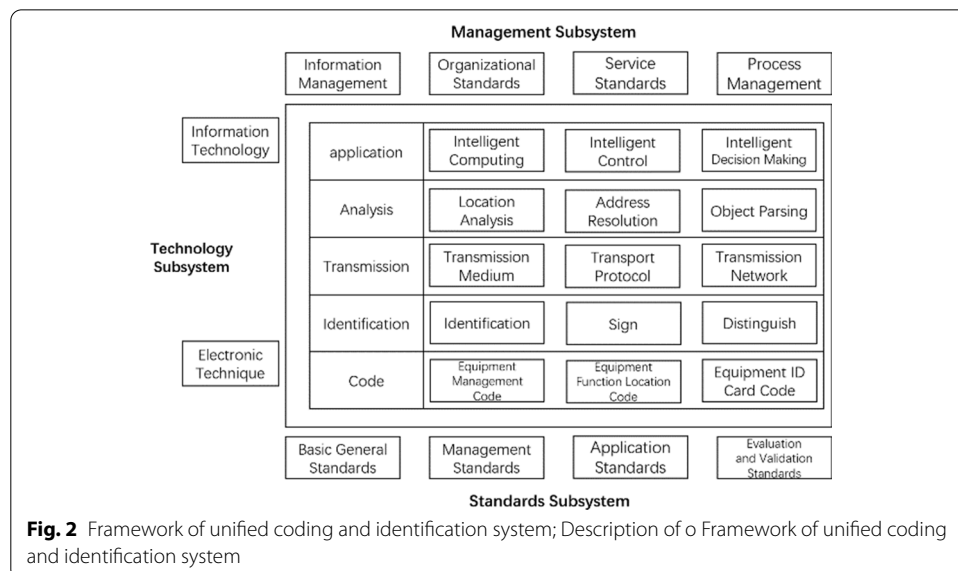 Management Subsystem
Information Management
Organizational Standards
Service Standards
Process Management
Information Technology
application
Intelligent Computing
Intelligent Control
Intelligent Decision Making
Analysis
Location Analysis
Address Resolution
Object Parsing
Technology Subsystem
Transmission
Transmission Medium
Transport Protocol
Transmission Network
Identification
Identification
Sign
Distinguish
Electronic Technique
Code
Equipment Management Code
Equipment Function Location Code
Equipment ID Card Code
Basic General Standards
Management Standards
Application Standards
Evaluation and Validation Standards
Standards Subsystem
Fig. 2 Framework of unified coding and identification system; Description of o Framework of unified coding
and identification system